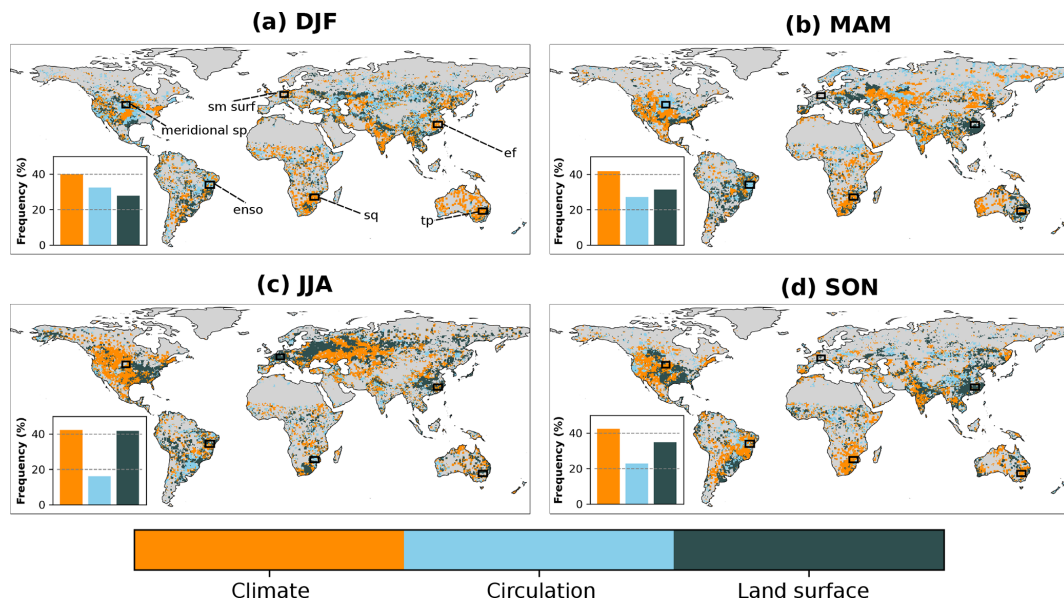 (a) DJF
sm surf
meridional sp
ef
enso
sq
tp
Frequency (%)
40
20
0
(b) MAM
Frequency (%)
40
20
0
(c) JJA
Frequency (%)
40
20
0
(d) SON
Frequency (%)
40
20
0
Climate
Circulation
Land surface